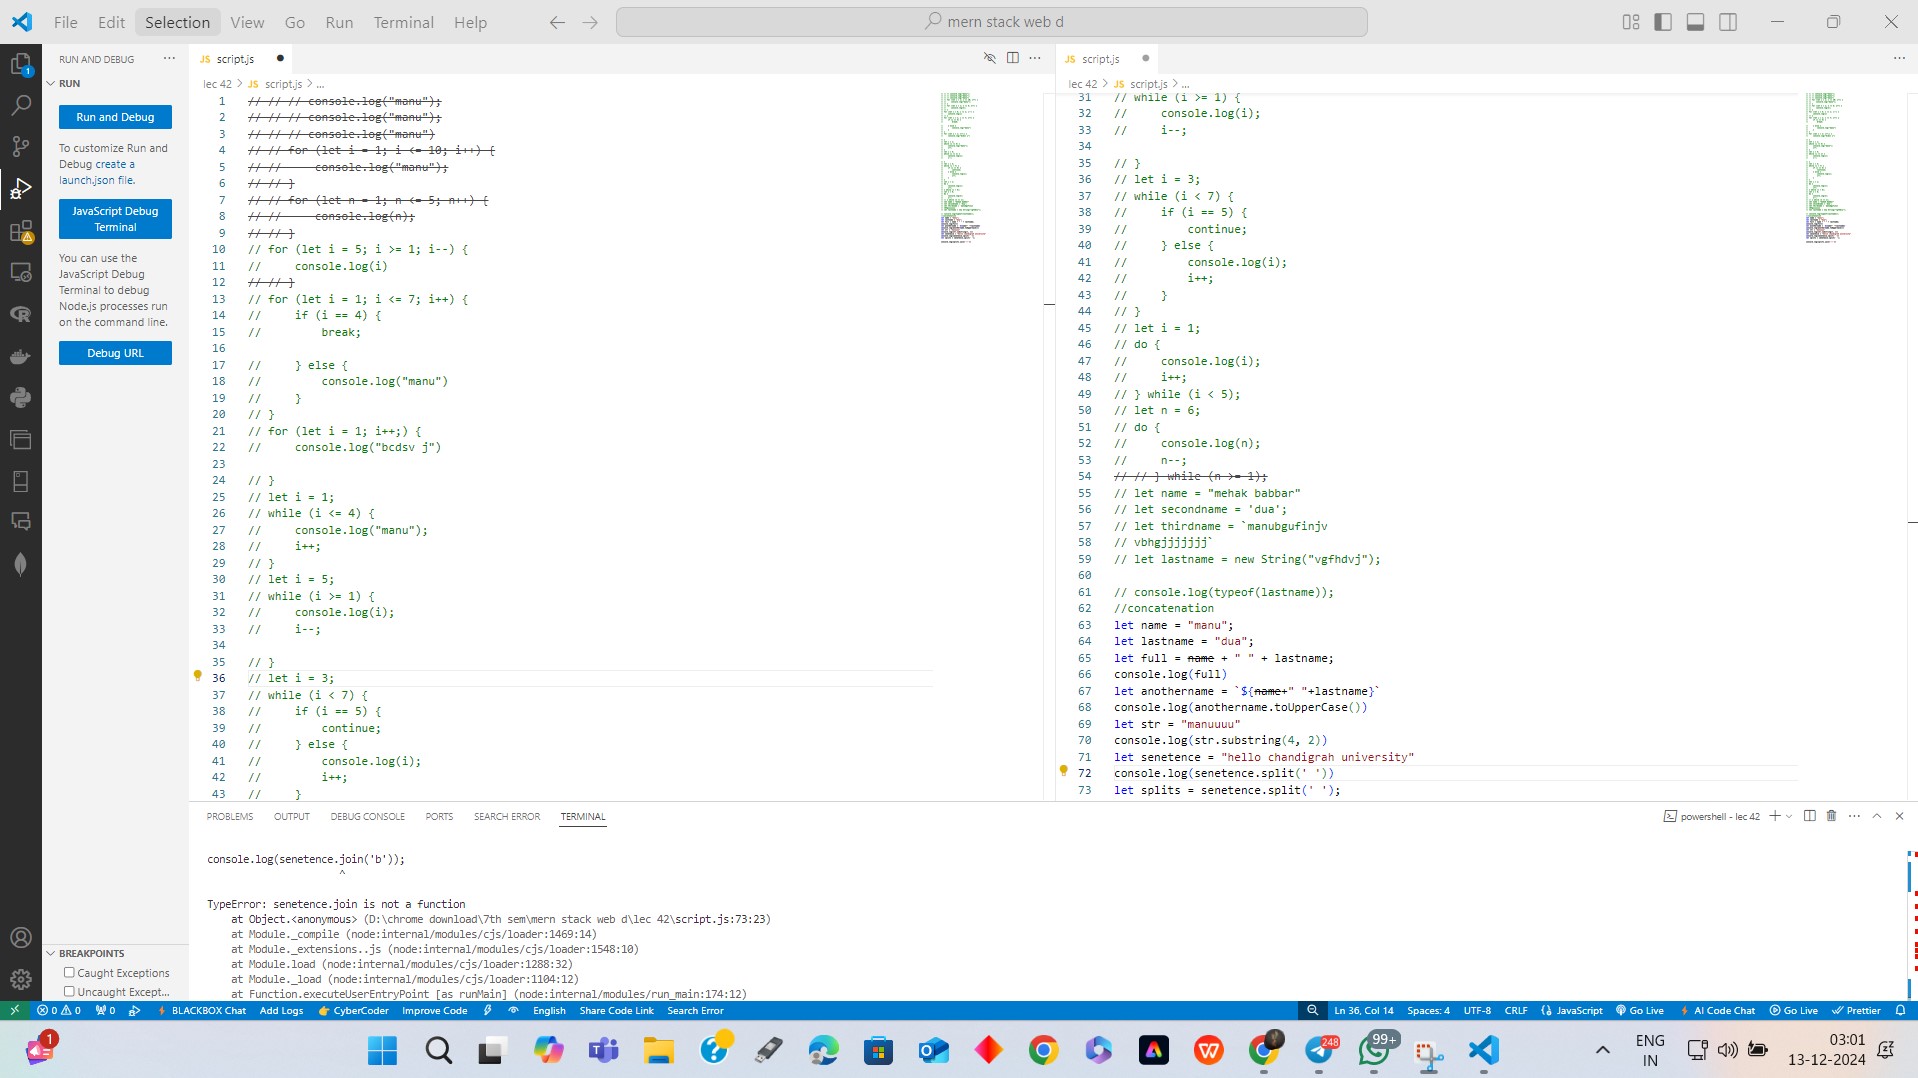 File Edit Selection View Go Run Terminal Help
mern stack web d
RUN AND DEBUG
RUN
Run and Debug
To customize Run and
Debug create a
launch.json file.
JavaScript Debug
Terminal
You can use the
JavaScript Debug
Terminal to debug
Node.js processes run
on the command line.
Debug URL
BREAKPOINTS
Caught Exceptions
Uncaught Except...
JS script.js
lec 42 > JS script.js > ...
1 // // // console.log("manu");
2 // // // console.log("manu");
3 // // // console.log("manu")
4 // // for (let i = 1; i <= 10; i++) {
5 // //     console.log("manu");
6 // // }
7 // // for (let n = 1; n <= 5; n++) {
8 // //     console.log(n);
9 // // }
10 // for (let i = 5; i >= 1; i--) {
11 //     console.log(i)
12 // // }
13 // for (let i = 1; i <= 7; i++) {
14 //     if (i == 4) {
15 //         break;
16
17 //     } else {
18 //         console.log("manu")
19 //     }
20 // }
21 // for (let i = 1; i++;) {
22 //     console.log("bcdsv j")
23
24 // }
25 // let i = 1;
26 // while (i <= 4) {
27 //     console.log("manu");
28 //     i++;
29 // }
30 // let i = 5;
31 // while (i >= 1) {
32 //     console.log(i);
33 //     i--;
34
35 // }
36 // let i = 3;
37 // while (i < 7) {
38 //     if (i == 5) {
39 //         continue;
40 //     } else {
41 //         console.log(i);
42 //         i++;
43 //     }
JS script.js
lec 42 > JS script.js > ...
31 // while (i >= 1) {
32 //     console.log(i);
33 //     i--;
34
35 // }
36 // let i = 3;
37 // while (i < 7) {
38 //     if (i == 5) {
39 //         continue;
40 //     } else {
41 //         console.log(i);
42 //         i++;
43 //     }
44 // }
45 // let i = 1;
46 // do {
47 //     console.log(i);
48 //     i++;
49 // } while (i < 5);
50 // let n = 6;
51 // do {
52 //     console.log(n);
53 //     n--;
54 // // } while (n >= 1);
55 // let name = "mehak babbar"
56 // let secondname = 'dua';
57 // let thirdname = `manubgufinjv
58 // vbhgjjjjjjj`
59 // let lastname = new String("vgfhdvj");
60
61 // console.log(typeof(lastname));
62 //concatenation
63 let name = "manu";
64 let lastname = "dua";
65 let full = name + " " + lastname;
66 console.log(full)
67 let anothername = `${name+" "+lastname}`
68 console.log(anothername.toUpperCase())
69 let str = "manuuuu"
70 console.log(str.substring(4, 2))
71 let senetence = "hello chandigrah university"
72 console.log(senetence.split(' '))
73 let splits = senetence.split(' ');
PROBLEMS OUTPUT DEBUG CONSOLE PORTS SEARCH ERROR TERMINAL
powershell - lec 42
console.log(senetence.join('b'));
^
TypeError: senetence.join is not a function
at Object.<anonymous> (D:\chrome download\7th sem\mern stack web d\lec 42\script.js:73:23)
at Module._compile (node:internal/modules/cjs/loader:1469:14)
at Module._extensions..js (node:internal/modules/cjs/loader:1548:10)
at Module.load (node:internal/modules/cjs/loader:1288:32)
at Module._load (node:internal/modules/cjs/loader:1104:12)
at Function.executeUserEntryPoint [as runMain] (node:internal/modules/run_main:174:12)
0 0 0 BLACKBOX Chat Add Logs CyberCoder Improve Code English Share Code Link Search Error
Ln 36, Col 14 Spaces: 4 UTF-8 CRLF JavaScript Go Live AI Code Chat Go Live Prettier
1
248
99+
ENG
IN
03:01
13-12-2024